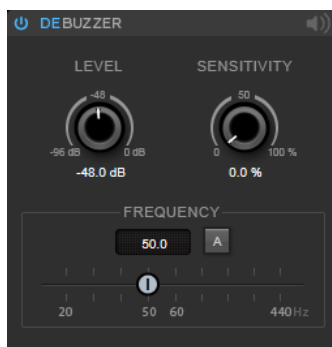 DEBUZZER
LEVEL SENSITIVITY
-48 50
-96 dB 0 dB 0 100 %
-48.0 dB 0.0 %
FREQUENCY
50.0 A
20 50 60 440 Hz